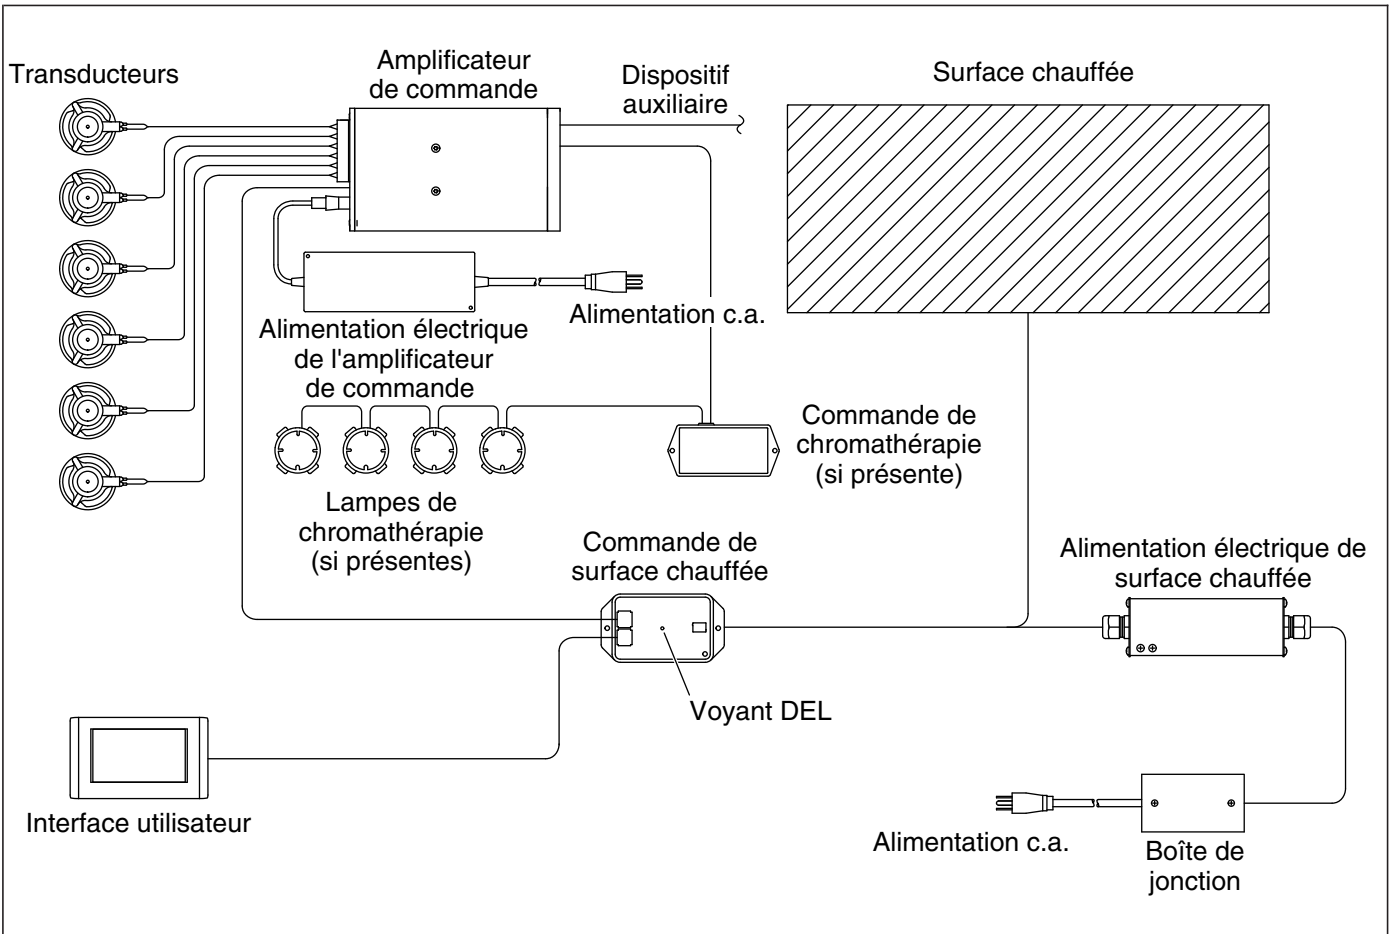 Transducteurs
Amplificateur
de commande
Dispositif
auxiliaire
Surface chauffée
Alimentation électrique
de l'amplificateur
de commande
Alimentation c.a.
Commande de
chromathérapie
(si présente)
Lampes de
chromathérapie
(si présentes)
Commande de
surface chauffée
Alimentation électrique de
surface chauffée
Voyant DEL
Interface utilisateur
Alimentation c.a.
Boîte de
jonction